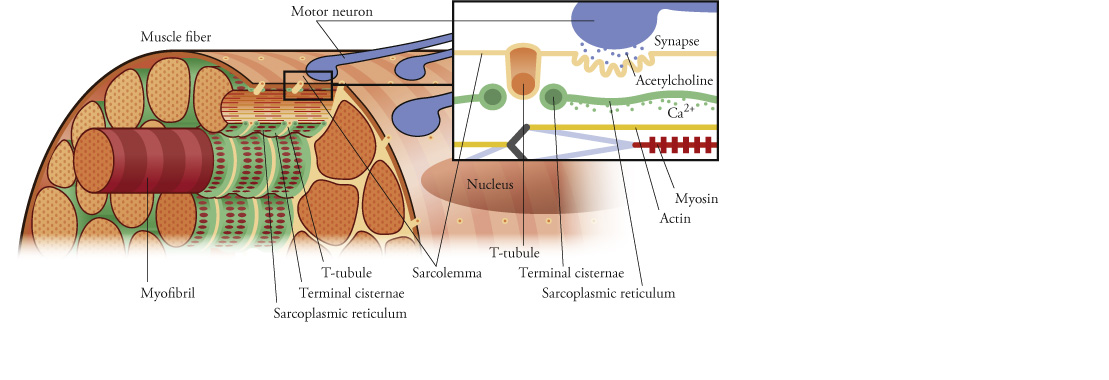 Motor neuron
Muscle fiber
Synapse
Acetylcholine
Ca2+
Nucleus
Myosin
Actin
T-tubule
T-tubule
Sarcolemma
Terminal cisternae
Myofibril
Terminal cisternae
Sarcoplasmic reticulum
Sarcoplasmic reticulum